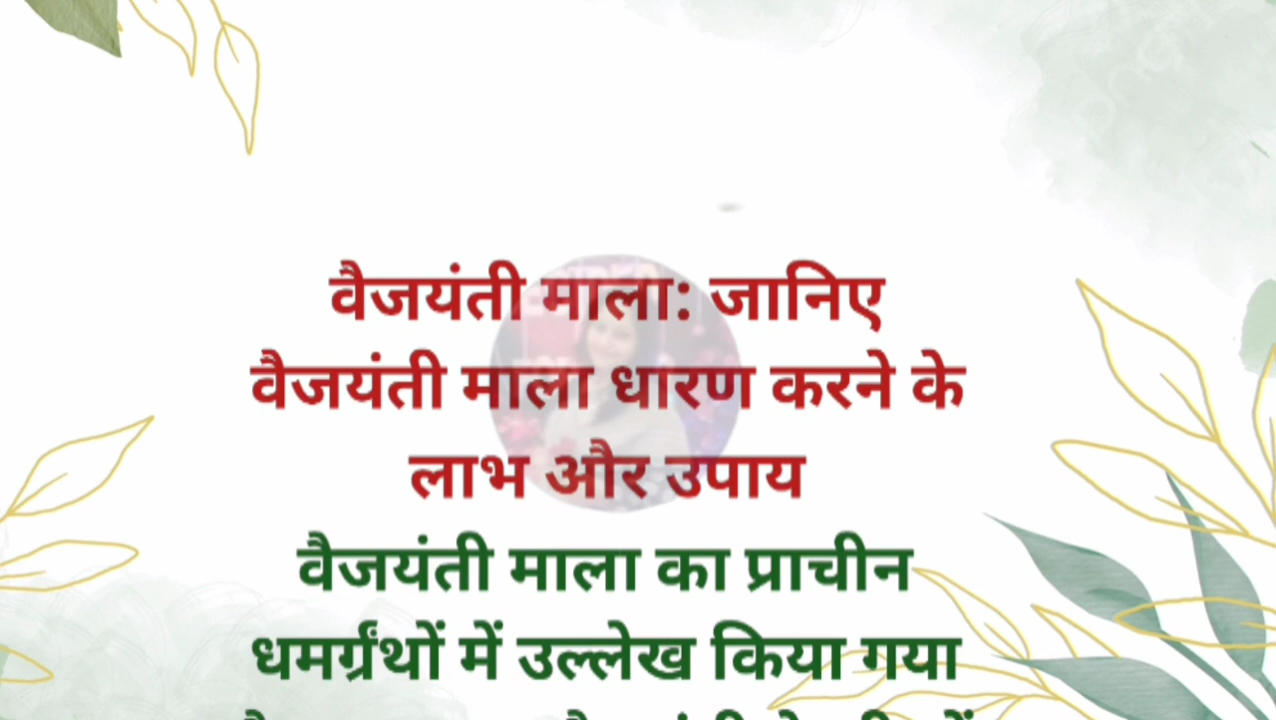 वैजयंती माला: जानिए
वैजयंती माला धारण करने के
लाभ और उपाय
वैजयंती माला का प्राचीन
धमर्ग्रंथों में उल्लेख किया गया